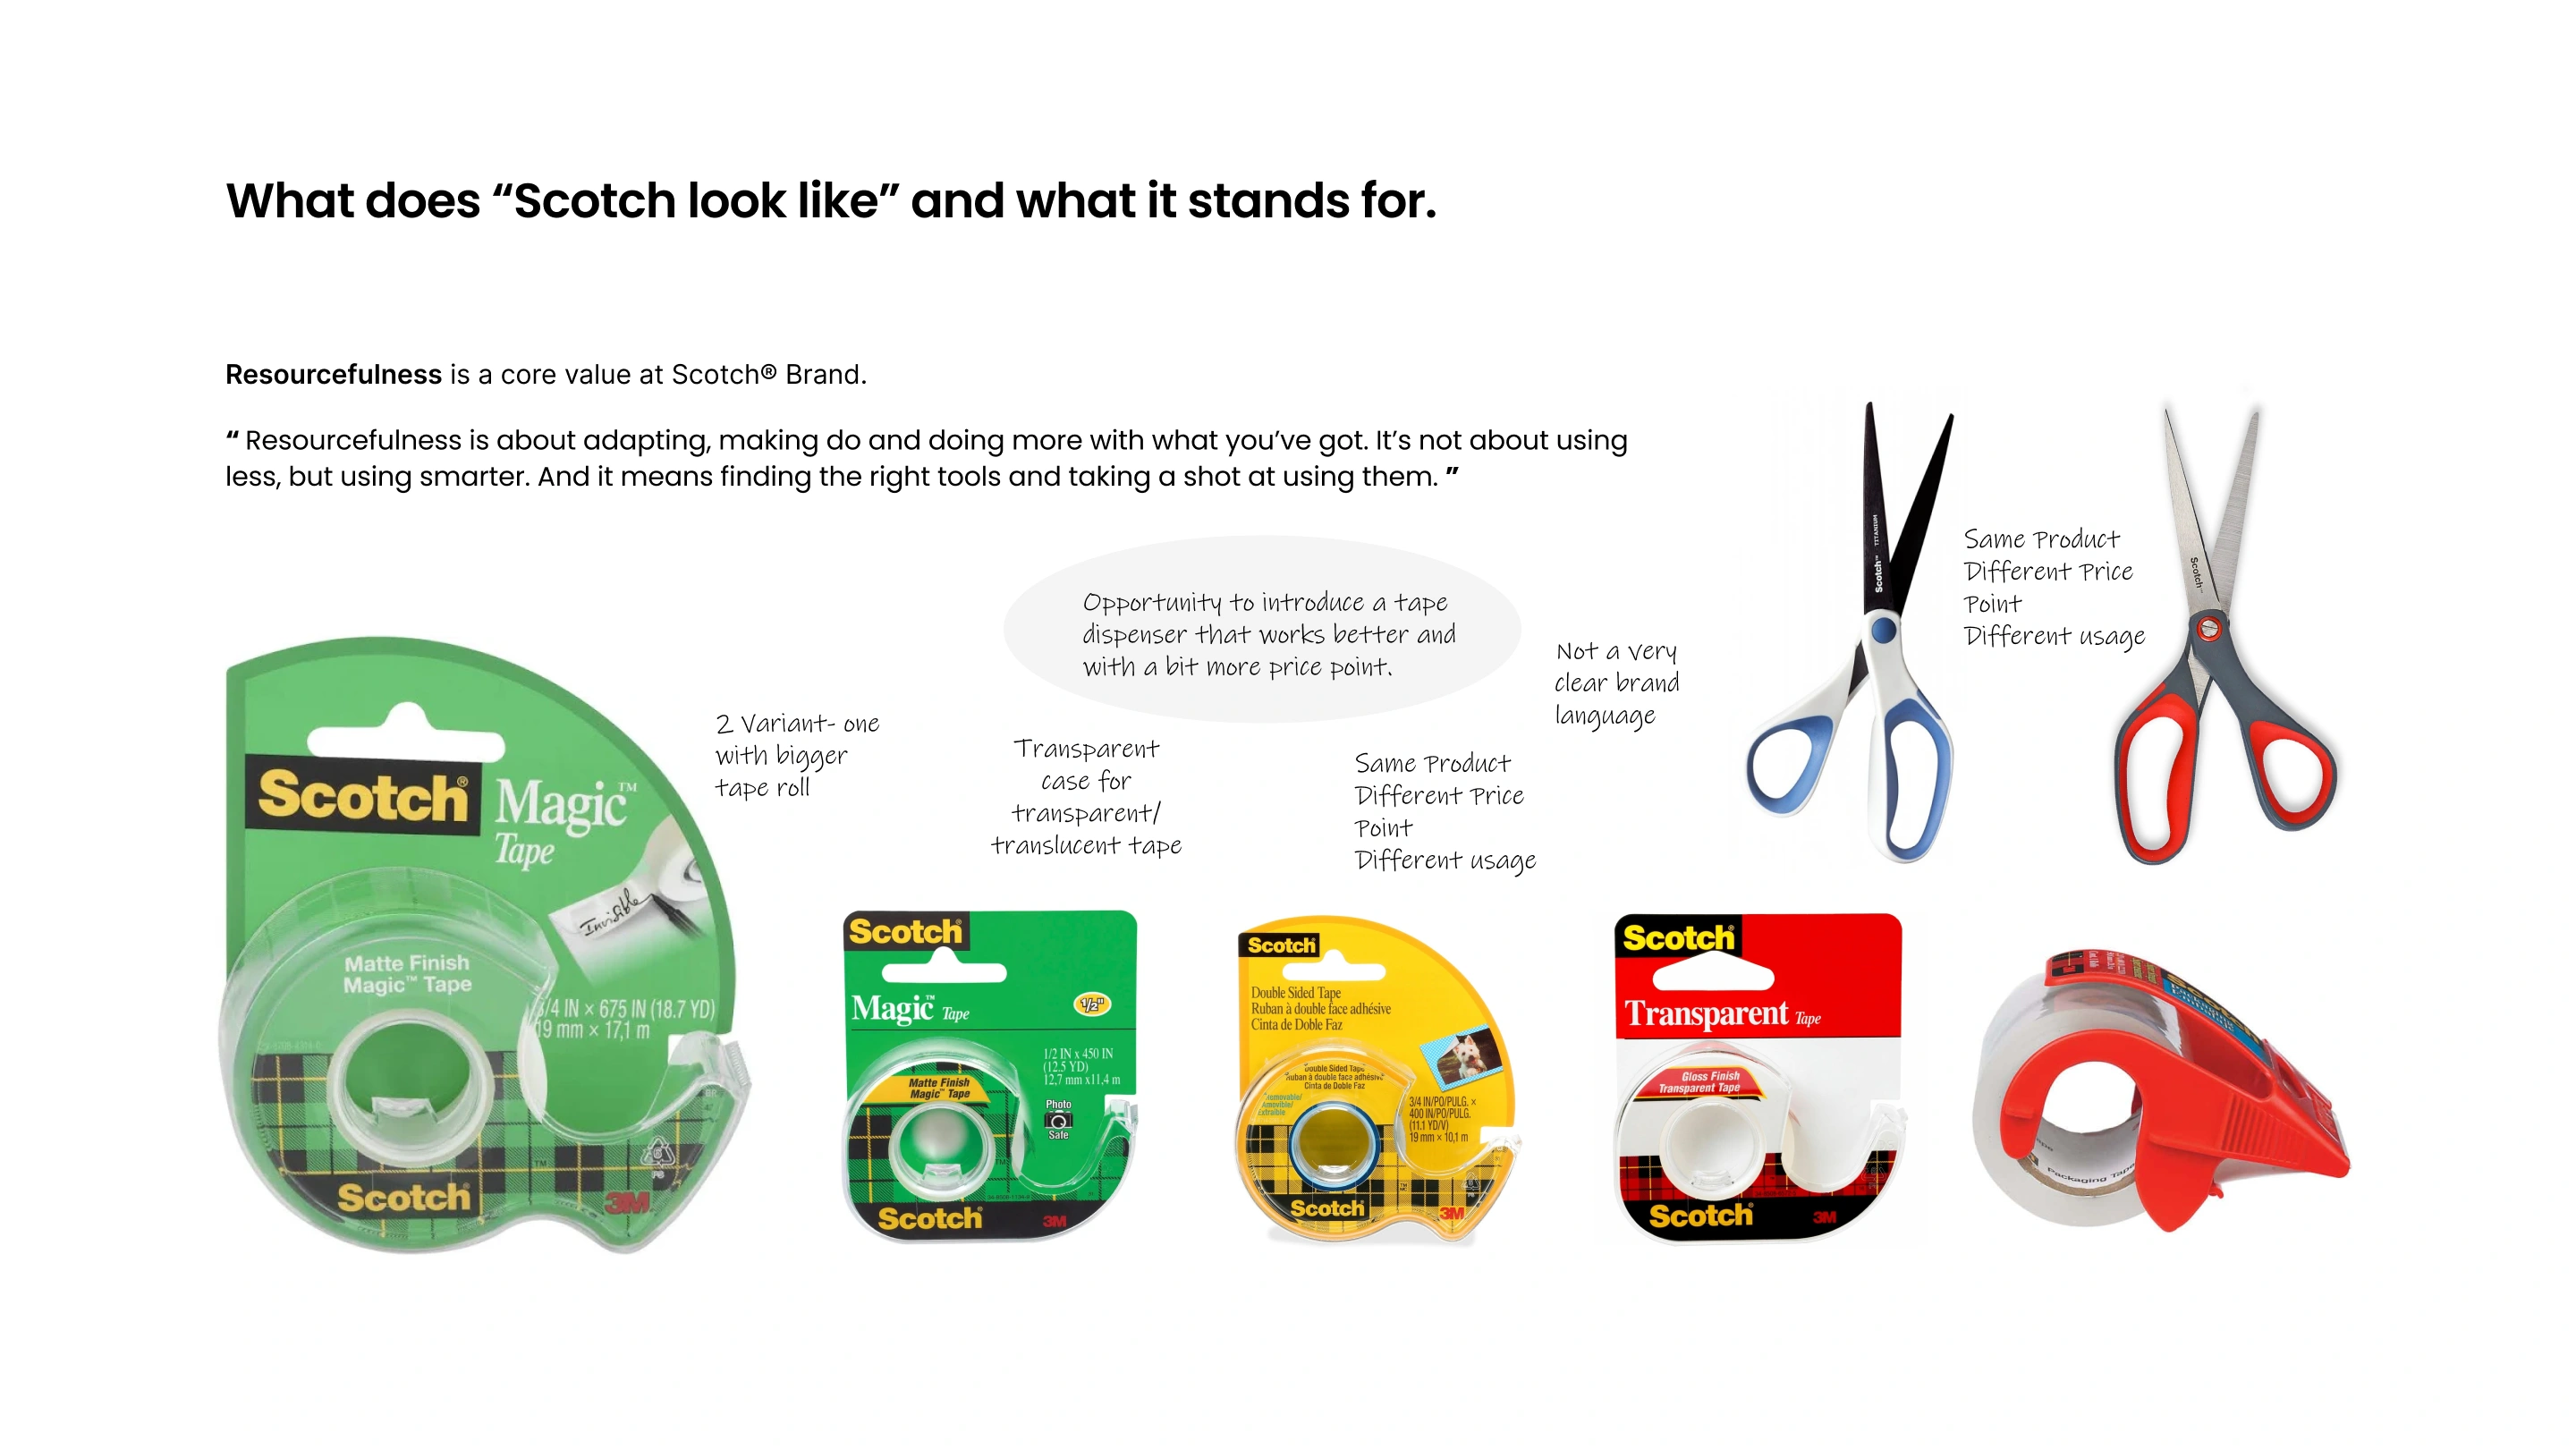 What does “Scotch look like” and what it stands for.
Resourcefulness is a core value at Scotch® Brand.
“ Resourcefulness is about adapting, making do and doing more with what you’ve got. It’s not about using
less, but using smarter. And it means finding the right tools and taking a shot at using them. ”
Opportunity to introduce a tape
dispenser that works better and
with a bit more price point.
Same Product
Different Price
Point
Different usage
Not a very
clear brand
language
2 Variant- one
with bigger
tape roll
Transparent
case for
transparent/
translucent tape
Same Product
Different Price
Point
Different usage
Scotch™ TITANIUM
Scotch™
Scotch®
Magic™
Tape
Invisible
Matte Finish
Magic™ Tape
3/4 IN × 675 IN (18.7 YD)
19 mm × 17,1 m
Scotch
3M
Scotch®
Magic™ Tape
1/2"
1/2 IN x 450 IN
(12.5 YD)
12,7 mm x 11,4 m
Matte Finish
Magic™ Tape
Photo
Safe
Scotch
3M
Scotch
Double Sided Tape
Ruban à double face adhésive
Cinta de Doble Faz
Double Sided Tape
Ruban à double face adhésive
Cinta de Doble Faz
3/4 IN/PO/PULG. ×
400 IN/PO/PULG.
(11.1 YD/V)
19 mm × 10,1 m
Scotch
3M
Scotch
Transparent Tape
Gloss Finish
Transparent Tape
Scotch
3M
Packaging Tape